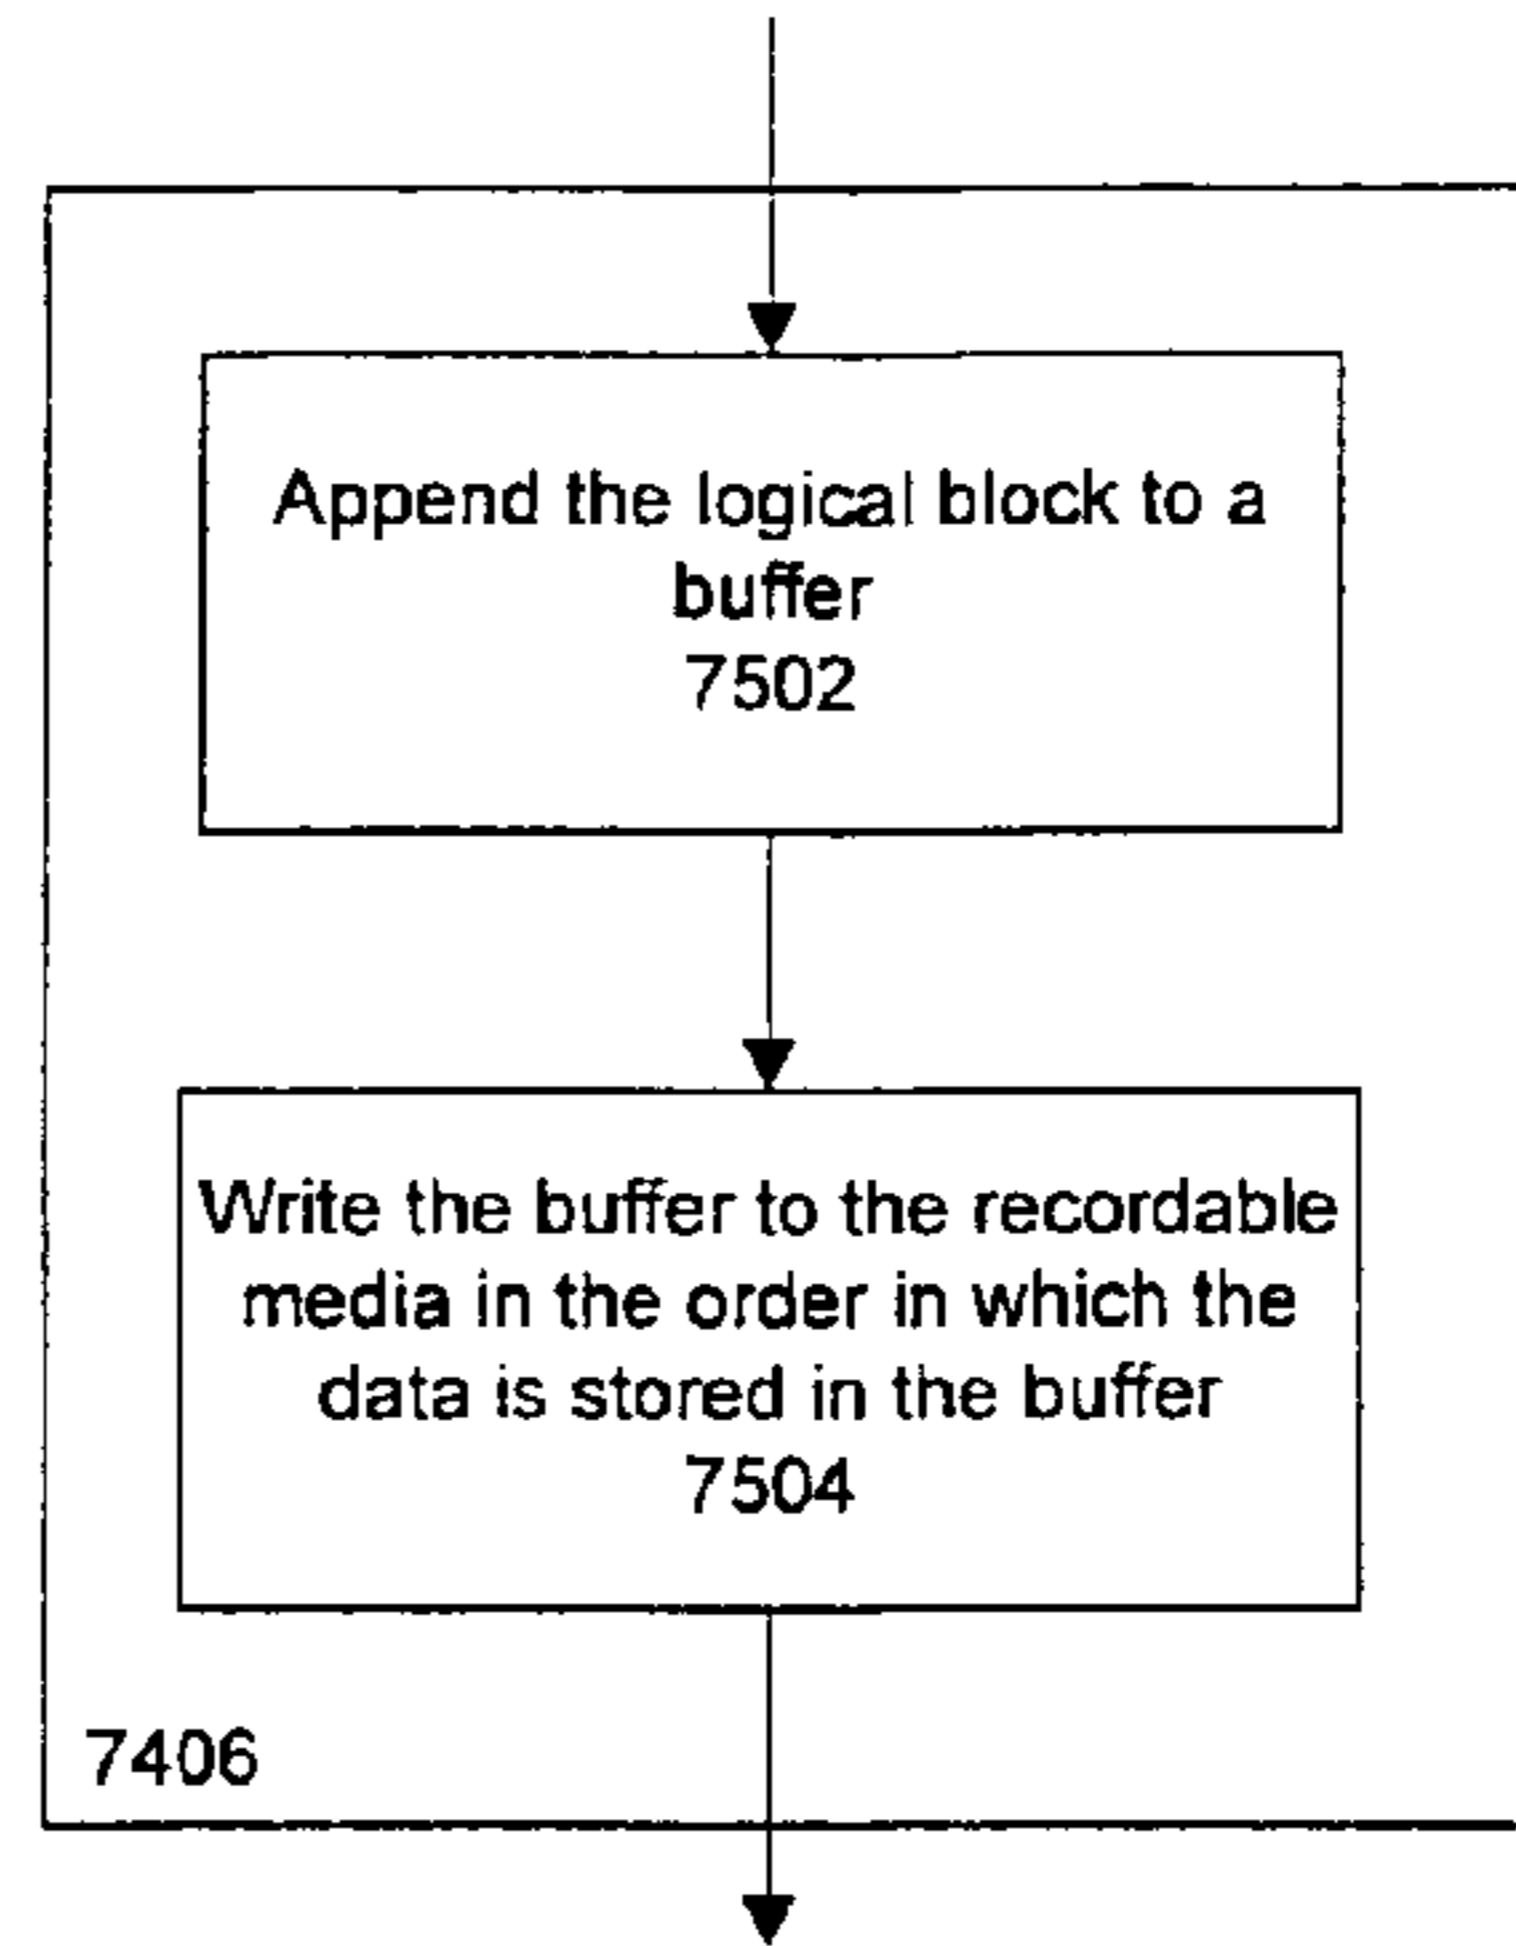 Append the logical block to a
buffer
7502
Write the buffer to the recordable
media in the order in which the
data is stored in the buffer
7504
7406